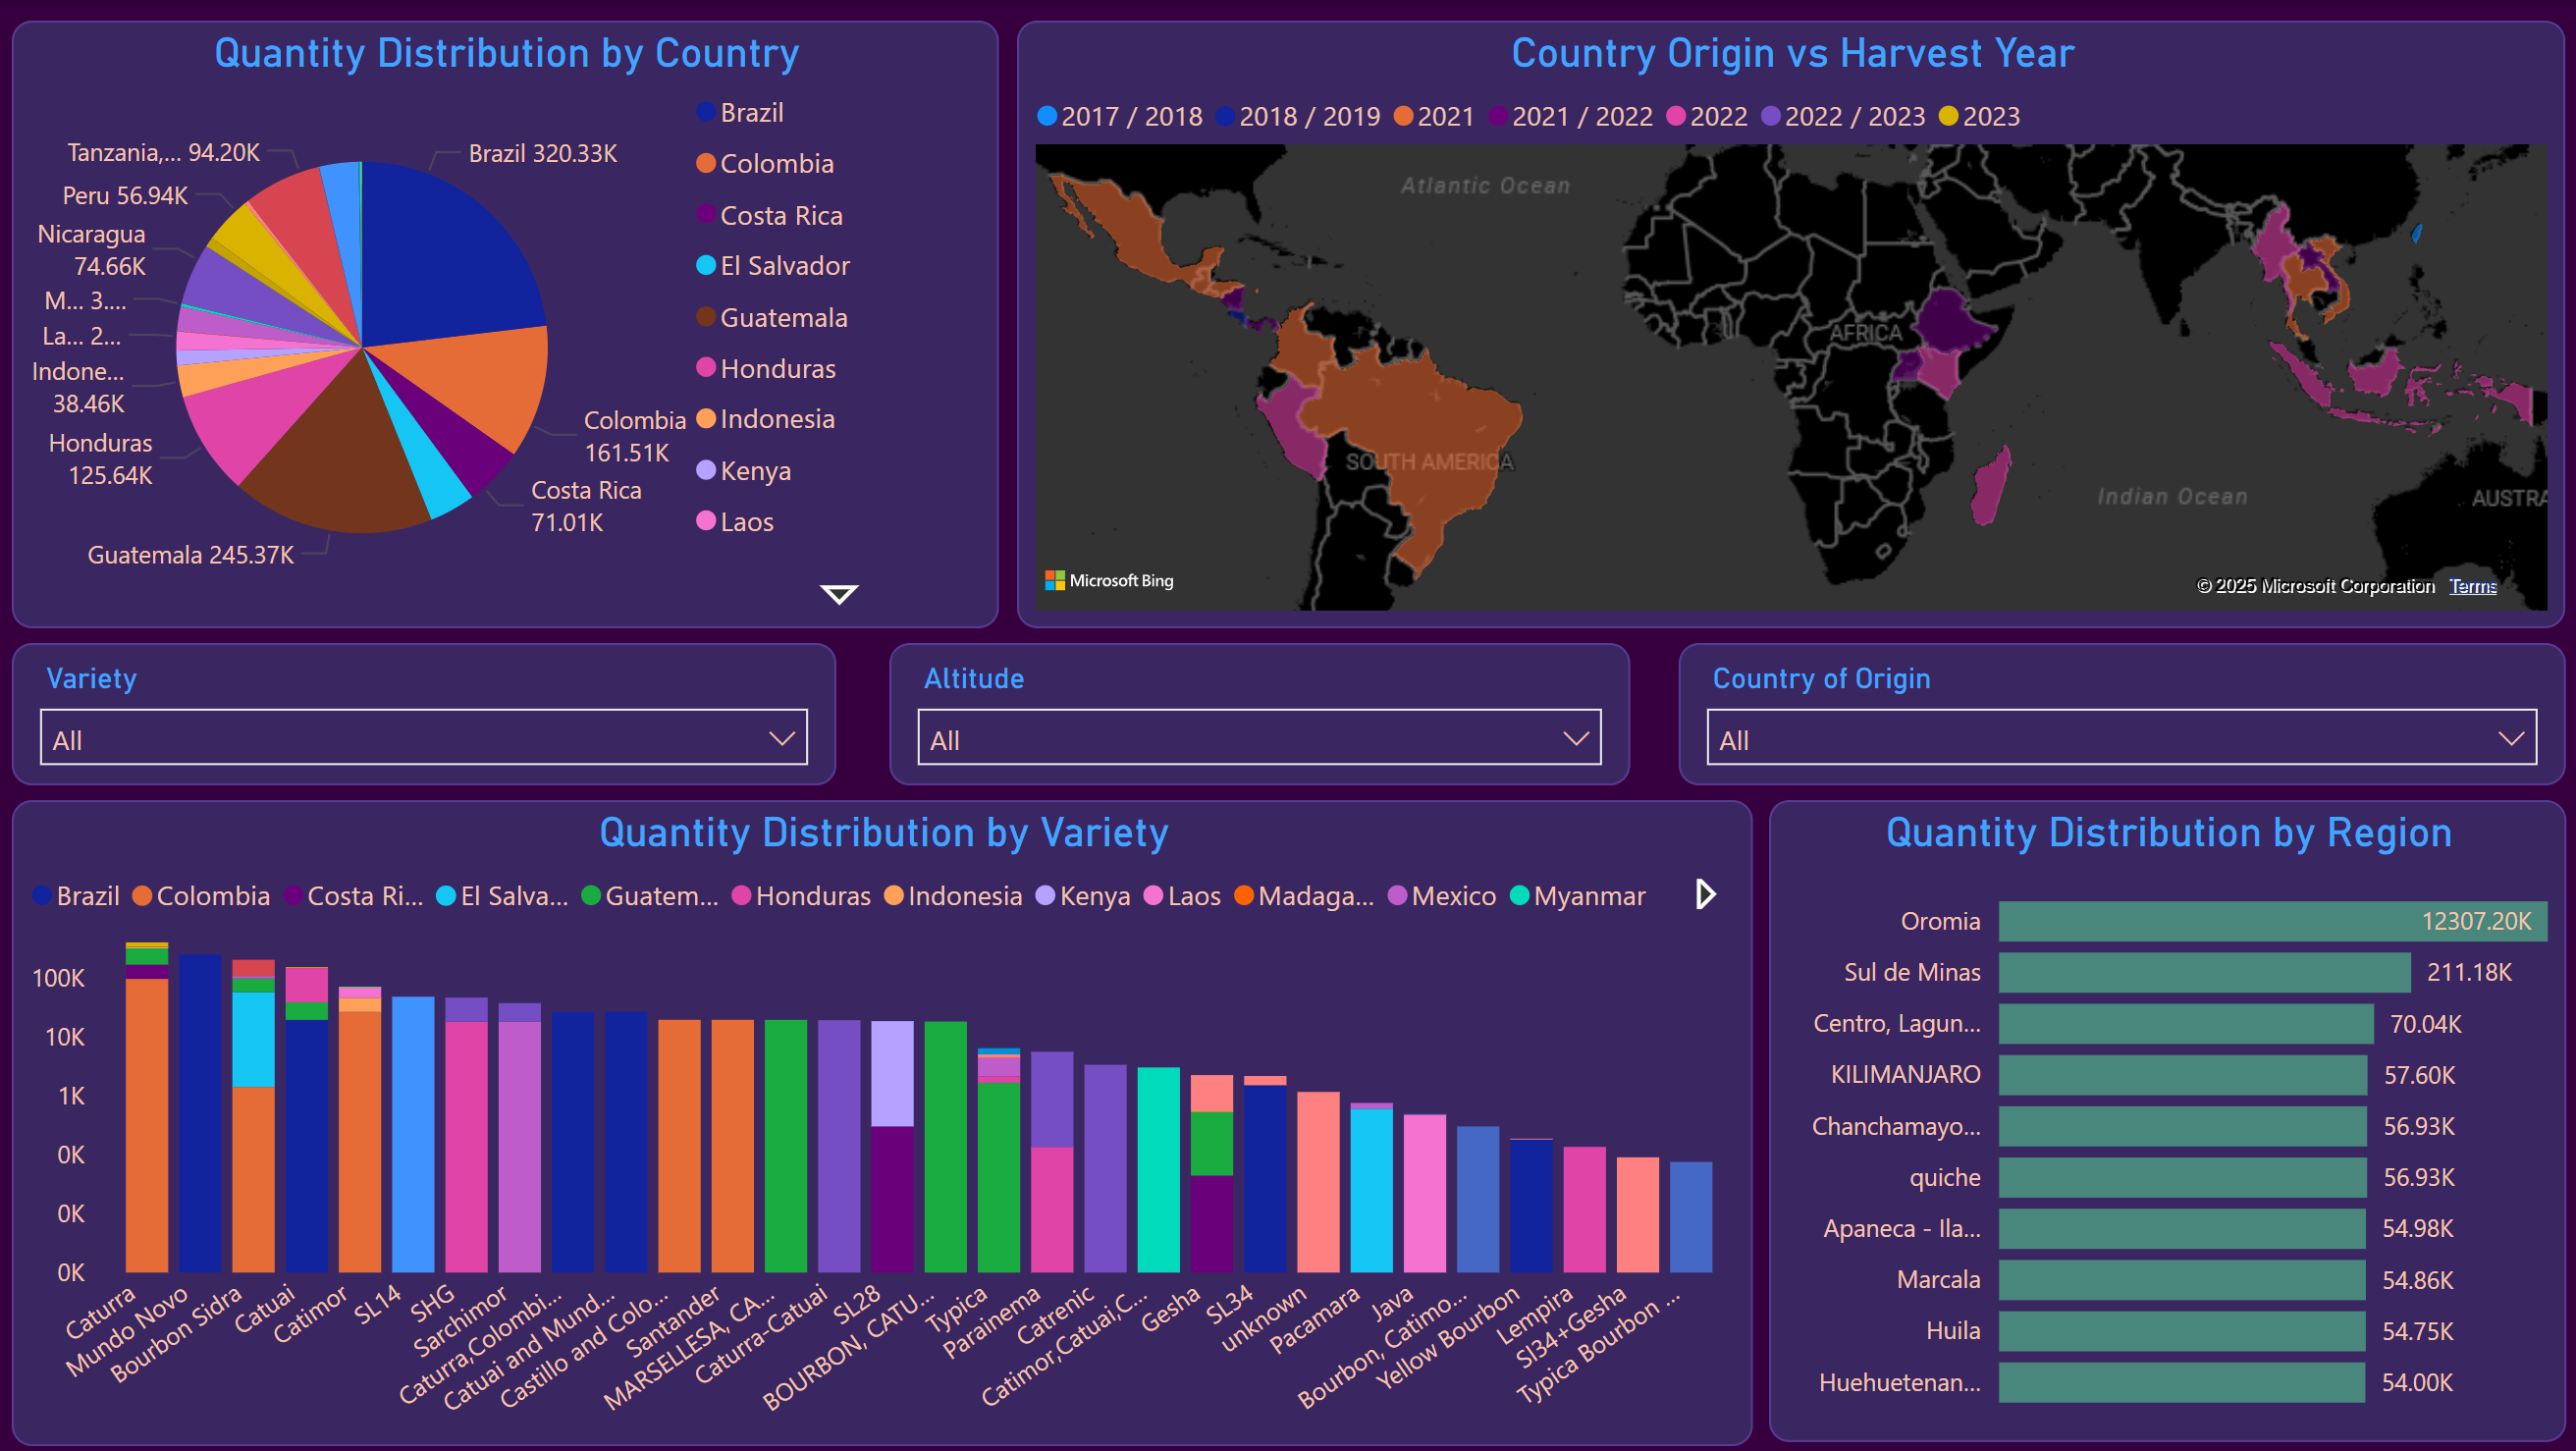 Quantity Distribution by Country
Brazil
Colombia
Costa Rica
El Salvador
Guatemala
Honduras
Indonesia
Kenya
Laos
Tanzania,... 94.20K
Brazil 320.33K
Peru 56.94K
Nicaragua
74.66K
M... 3....
La... 2...
Indone...
38.46K
Honduras
125.64K
Colombia
161.51K
Costa Rica
71.01K
Guatemala 245.37K
Country Origin vs Harvest Year
2017 / 2018 2018 / 2019 2021 2021 / 2022 2022 2022 / 2023 2023
Atlantic Ocean
AFRICA
SOUTH AMERICA
Indian Ocean
AUSTRA
Microsoft Bing
© 2025 Microsoft Corporation Terms
Variety
All
Altitude
All
Country of Origin
All
Quantity Distribution by Variety
Brazil Colombia Costa Ri... El Salva... Guatem... Honduras Indonesia Kenya Laos Madaga... Mexico Myanmar
100K
10K
1K
0K
0K
0K
Caturra
Mundo Novo
Bourbon Sidra
Catuai
Catimor
SL14
SHG
Sarchimor
Caturra,Colombi...
Catuai and Mund...
Castillo and Colo...
Santander
MARSELLESA, CA...
Caturra-Catuai
SL28
BOURBON, CATU...
Typica
Parainema
Catrenic
Catimor,Catuai,C...
Gesha
SL34
unknown
Pacamara
Java
Bourbon, Catimo...
Yellow Bourbon
Lempira
Sl34+Gesha
Typica Bourbon ...
Quantity Distribution by Region
Oromia 12307.20K
Sul de Minas 211.18K
Centro, Lagun... 70.04K
KILIMANJARO 57.60K
Chanchamayo... 56.93K
quiche 56.93K
Apaneca - Ila... 54.98K
Marcala 54.86K
Huila 54.75K
Huehuetenan... 54.00K